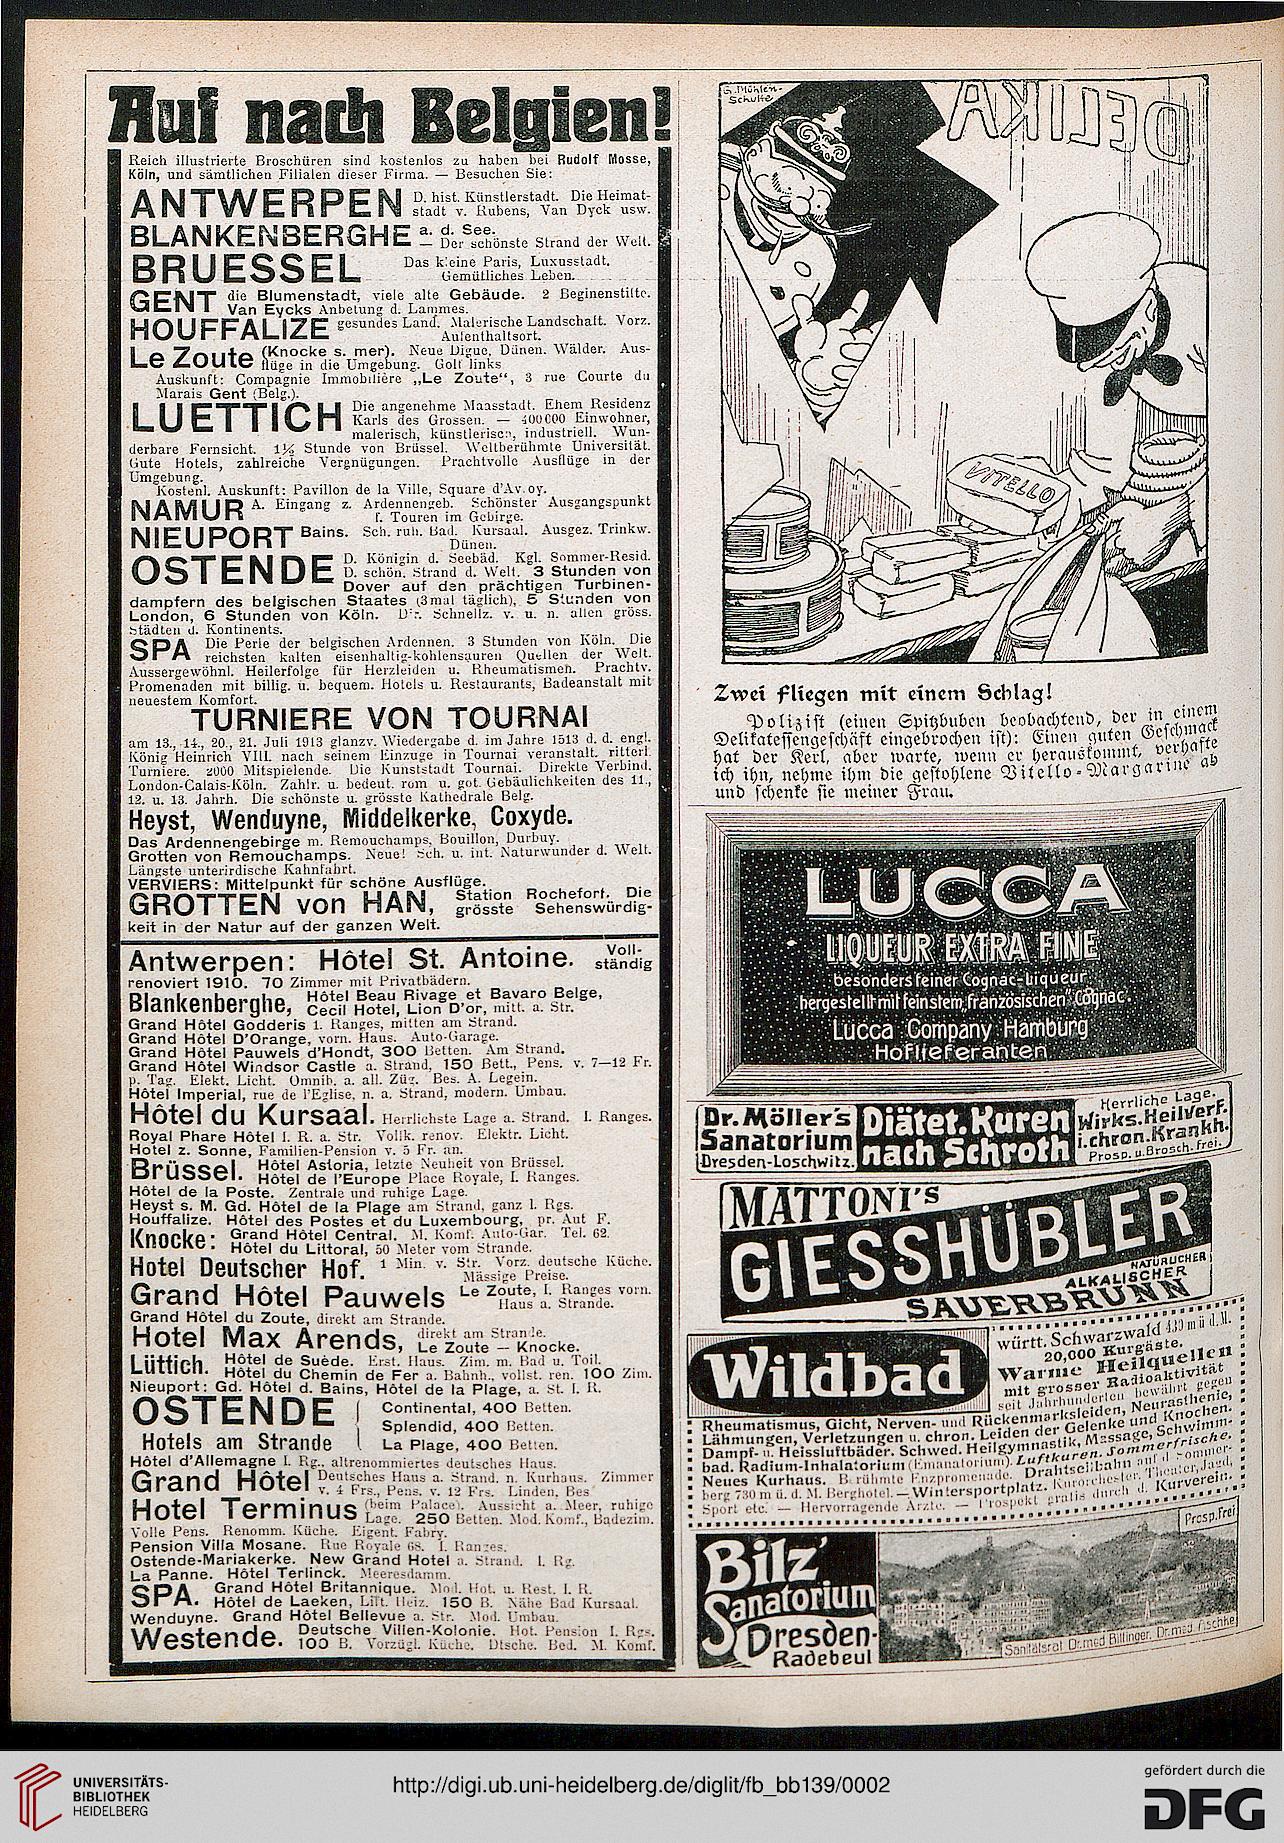 Auf nach Belgien!
Reich illustrierte Broschüren sind kostenlos zu haben bei Rudolf Mosse,
Köln, und sämtlichen Filialen dieser Firma. — Besuchen Sie:
ANTWERPEN D. hist. Künstlerstadt. Die Heimat-
stadt v. Rubens, Van Dyck usw.
BLANKENBERGHE a. d. See.
— Der schönste Strand der Welt.
BRUESSEL Das kleine Paris, Luxusstadt.
Gemütliches Leben.
GENT die Blumenstadt, viele alte Gebäude. 2 Beginenstifte.
Van Eycks Anbetung d. Lammes.
HOUFFALIZE gesundes Land. Malerische Landschaft. Vorz.
Aufenthaltsort.
Le Zoute (Knocke s. mer). Neue Digue, Dünen. Wälder. Aus-
flüge in die Umgebung. Golf links
Auskunft: Compagnie Immobilière „Le Zoute“, 3 rue Courte du
Marais Gent (Belg.).
LUETTICH Die angenehme Maasstadt. Ehem Residenz
Karls des Grossen. — 400000 Einwohner,
malerisch, künstlerisch, industriell. Wun-
derbare Fernsicht. 1½ Stunde von Brüssel. Weltberühmte Universität.
Gute Hotels, zahlreiche Vergnügungen. Prachtvolle Ausflüge in der
Umgebung.
Kostenl. Auskunft: Pavillon de la Ville, Square d'Avroy.
NAMUR A. Eingang z. Ardennengeb. Schönster Ausgangspunkt
f. Touren im Gebirge.
NIEUPORT Bains. Sch. ruh. Bad. Kursaal. Ausgez. Trinkw.
Dünen.
OSTENDE D. Königin d. Seebäd. Kgl. Sommer-Resid.
D. schön. Strand d. Welt. 3 Stunden von
Dover auf den prächtigen Turbinen-
dampfern des belgischen Staates (3mal täglich), 5 Stunden von
London, 6 Stunden von Köln. Dir. Schnellz. v. u. n. allen gröss.
Städten d. Kontinents.
SPA Die Perle der belgischen Ardennen. 3 Stunden von Köln. Die
reichsten kalten eisenhaltig-kohlensauren Quellen der Welt.
Aussergewöhnl. Heilerfolge für Herzleiden u. Rheumatismen. Prachtv.
Promenaden mit billig. u. bequem. Hotels u. Restaurants, Badeanstalt mit
neuestem Komfort.
TURNIERE VON TOURNAI
am 13., 14., 20., 21. Juli 1913 glanzv. Wiedergabe d. im Jahre 1513 d. d. engl.
König Heinrich VIII. nach seinem Einzuge in Tournai veranstalt. ritterl.
Turniere. 2000 Mitspielende. Die Kunststadt Tournai. Direkte Verbind.
London-Calais-Köln. Zahlr. u. bedeut. rom u. got. Gebäulichkeiten des 11.,
12. u. 13. Jahrh. Die schönste u. grösste Kathedrale Belg.
Heyst, Wenduyne, Middelkerke, Coxyde.
Das Ardennengebirge m. Remouchamps, Bouillon, Durbuy.
Grotten von Remouchamps. Neue! Sch. u. int. Naturwunder d. Welt.
Längste unterirdische Kahnfahrt.
VERVIERS: Mittelpunkt für schöne Ausflüge.
GROTTEN von HAN, Station Rochefort. Die
grösste Sehenswürdig-
keit in der Natur auf der ganzen Welt.
Antwerpen: Hôtel St. Antoine. Voll-
ständig
renoviert 1910. 70 Zimmer mit Privatbädern.
Blankenberghe, Hôtel Beau Rivage et Bavaro Belge,
Cecil Hotel, Lion D'or, mitt. a. Str.
Grand Hôtel Godderis 1. Ranges, mitten am Strand.
Grand Hôtel D'Orange, vorn. Haus. Auto-Garage.
Grand Hôtel Pauwels d'Hondt, 300 Betten. Am Strand.
Grand Hôtel Windsor Castle a. Strand, 150 Bett., Pens. v. 7—12 Fr.
p. Tag. Elekt. Licht. Omnib. a. all. Züg. Bes. A. Legein.
Hôtel Imperial, rue de l'Eglise, n. a. Strand, modern. Umbau.
Hôtel du Kursaal. Herrlichste Lage a. Strand. I. Ranges.
Royal Phare Hôtel I. R. a. Str. Vollk. renov. Elektr. Licht.
Hotel z. Sonne, Familien-Pension v. 5 Fr. an.
Brüssel. Hôtel Astoria, letzte Neuheit von Brüssel.
Hôtel de l'Europe Place Royale, I. Ranges.
Hôtel de la Poste. Zentrale und ruhige Lage.
Heyst s. M. Gd. Hôtel de la Plage am Strand, ganz I. Rgs.
Houffalize. Hôtel des Postes et du Luxembourg, pr. Aut F.
Knocke: Grand Hôtel Central. M. Komf. Auto-Gar. Tel. 62.
Hôtel du Littoral, 50 Meter vom Strande.
Hotel Deutscher Hof. 1 Min. v. Str. Vorz. deutsche Küche.
Mässige Preise.
Grand Hôtel Pauwels Le Zoute, I. Ranges vorn.
Haus a. Strande.
Grand Hôtel du Zoute, direkt am Strande.
Hotel Max Arends, direkt am Strande.
Le Zoute — Knocke.
Lüttich. Hôtel de Suède. Erst. Haus. Zim. m. Bad u. Toil.
Hôtel du Chemin de Fer a. Bahnh., vollst. ren. 100 Zim.
Nieuport: Gd. Hôtel d. Bains, Hôtel de la Plage, a. St. I. R.
OSTENDE Continental, 400 Betten.
Splendid, 400 Betten.
Hotels am Strande La Plage, 400 Betten.
Hôtel d'Allemagne I. Rg., altrenommiertes deutsches Haus.
Grand Hôtel Deutsches Haus a. Strand. n. Kurhaus. Zimmer
v. 4 Frs., Pens. v. 12 Frs. Linden, Bes
Hotel Terminus (beim Palace). Aussicht a. Meer, ruhige
Lage. 250 Betten. Mod. Komf., Badezim.
Volle Pens. Renomm. Küche. Eigent. Fabry.
Pension Villa Mosane. Rue Royale 68. I. Ranges.
Ostende-Mariakerke. New Grand Hotel a. Strand. I. Rg.
La Panne. Hôtel Terlinck. Meeresdamm.
SPA. Grand Hôtel Britannique. Mod. Hot. u. Rest. I. R.
Hôtel de Laeken, Lift. Heiz. 150 B. Nähe Bad Kursaal.
Wenduyne. Grand Hôtel Bellevue a. Str. Mod. Umbau.
Westende. Deutsche Villen-Kolonie. Hot. Pension I. Rgs.
100 B. Vorzügl. Küche. Dtsche. Bed. M. Komf.
G. Mühlen-
Schulte
DELIKA
VITELLO
Zwei Fliegen mit einem Schlag!
Polizist (einen Spitzbuben beobachtend, der in einem
Delikatessengeschäft eingebrochen ist): Einen guten Geschmack
hat der Kerl, aber warte, wenn er herauskommt, verhafte
ich ihn, nehme ihm die gestohlene Vitello-Margarine ab
und schenke sie meiner Frau.
LUCCA
LIQUEUR EXTRA FINE
besonders feiner Cognac-Liqueur
hergestellt mit feinstem „französischen“ Cognac.
Lucca Company Hamburg
Hoflieferanten
Dr. Möller's
Sanatorium
Dresden-Loschwitz.
Diätet. Kuren
nach Schroth
Herrliche Lage.
Wirks. Heilverf.
i. chron. Krankh.
Prosp. u. Brosch. frei.
MATTONI'S
GIESSHÜBLER
NATÜRLICHER
ALKALISCHER
SAUERBRUNN
Wildbad
württ. Schwarzwald 430 m ü. d. M.
20,000 Kurgäste.
Warme Heilquellen
mit grosser Radioaktivität
seit Jahrhunderten bewährt gegen
Rheumatismus, Gicht, Nerven- und Rückenmarksleiden, Neurasthenie,
Lähmungen, Verletzungen u. chron. Leiden der Gelenke und Knochen.
Dampf- u. Heissluftbäder. Schwed. Heilgymnastik, Massage, Schwimm-
bad. Radium-Inhalatorium (Emanatorium). Luftkuren. Sommerfrische.
Neues Kurhaus. Berühmte Enzpromenade. Drahtseilbahn auf d Sommer-
berg 730 m ü. d. M. Berghotel. — Wintersportplatz. Kurorchester. Theater, Jagd,
Sport etc. — Hervorragende Ärzte. — Prospekt gratis durch d. Kurverein.
Bilz'
Sanatorium
Dresden-
Radebeul
Prosp. frei
Sanitätsrat Dr. med Bilfinger. Dr. med Aschke
UNIVERSITÄTS-
BIBLIOTHEK
HEIDELBERG
http://digi.ub.uni-heidelberg.de/diglit/fb_bb139/0002
gefördert durch die
DFG